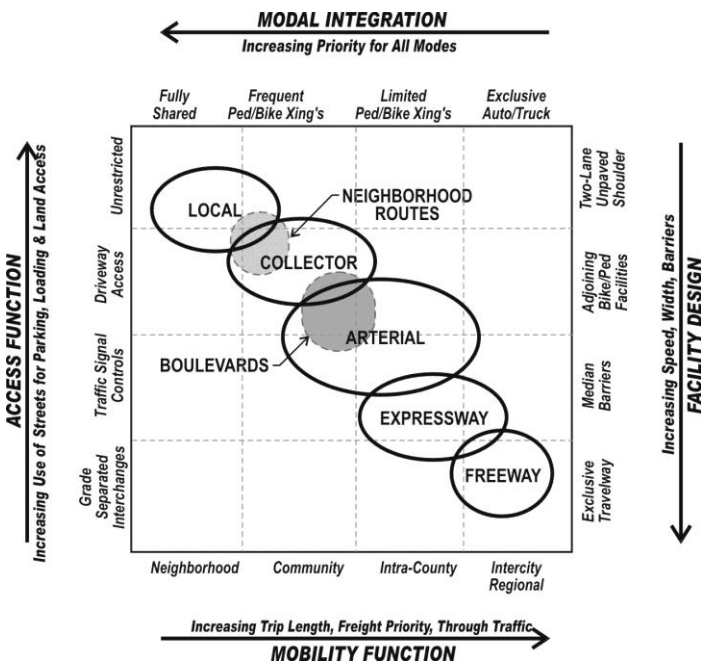 MODAL INTEGRATION
Increasing Priority for All Modes
Fully
Shared
Frequent
Ped/Bike Xing's
Limited
Ped/Bike Xing's
Exclusive
Auto/Truck
ACCESS FUNCTION
Increasing Use of Streets for Parking, Loading & Land Access
Unrestricted
Driveway
Access
Traffic Signal
Controls
Grade
Separated
Interchanges
LOCAL
NEIGHBORHOOD
ROUTES
COLLECTOR
BOULEVARDS
ARTERIAL
EXPRESSWAY
FREEWAY
Two-Lane
Unpaved
Shoulder
Adjoining
Bike/Ped
Facilities
Median
Barriers
Exclusive
Travelway
Increasing Speed, Width, Barriers
FACILITY DESIGN
Neighborhood
Community
Intra-County
Intercity
Regional
Increasing Trip Length, Freight Priority, Through Traffic
MOBILITY FUNCTION